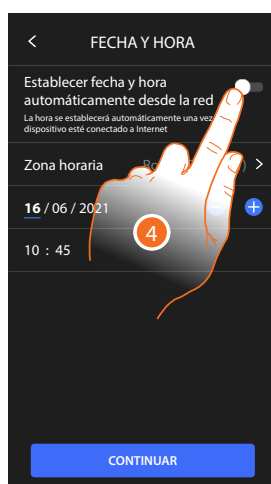 FECHA Y HORA
Establecer fecha y hora
automáticamente desde la red
La hora se establecerá automáticamente una vez
dispositivo esté conectado a Internet
Zona horaria
16 / 06 / 2021
4
10 : 45
CONTINUAR